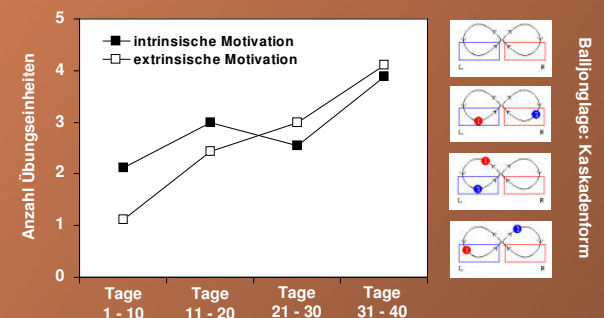 5
intrinsische Motivation
extrinsische Motivation
4
3
2
1
0
Anzahl Übungseinheiten
Tage
1 - 10
Tage
11 - 20
Tage
21 - 30
Tage
31 - 40
Balljonglage: Kaskadenform
L
R
L
R
L
R
L
R